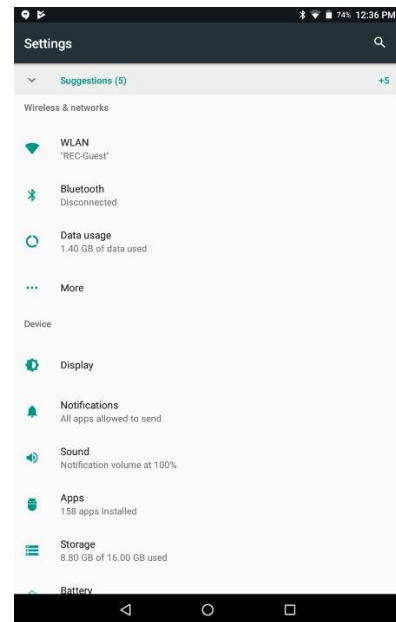 74% 12:36 PM
Settings
Suggestions (5) +5
Wireless & networks
WLAN
"REC-Guest"
Bluetooth
Disconnected
Data usage
1.40 GB of data used
More
Device
Display
Notifications
All apps allowed to send
Sound
Notification volume at 100%
Apps
158 apps installed
Storage
8.80 GB of 16.00 GB used
Battery